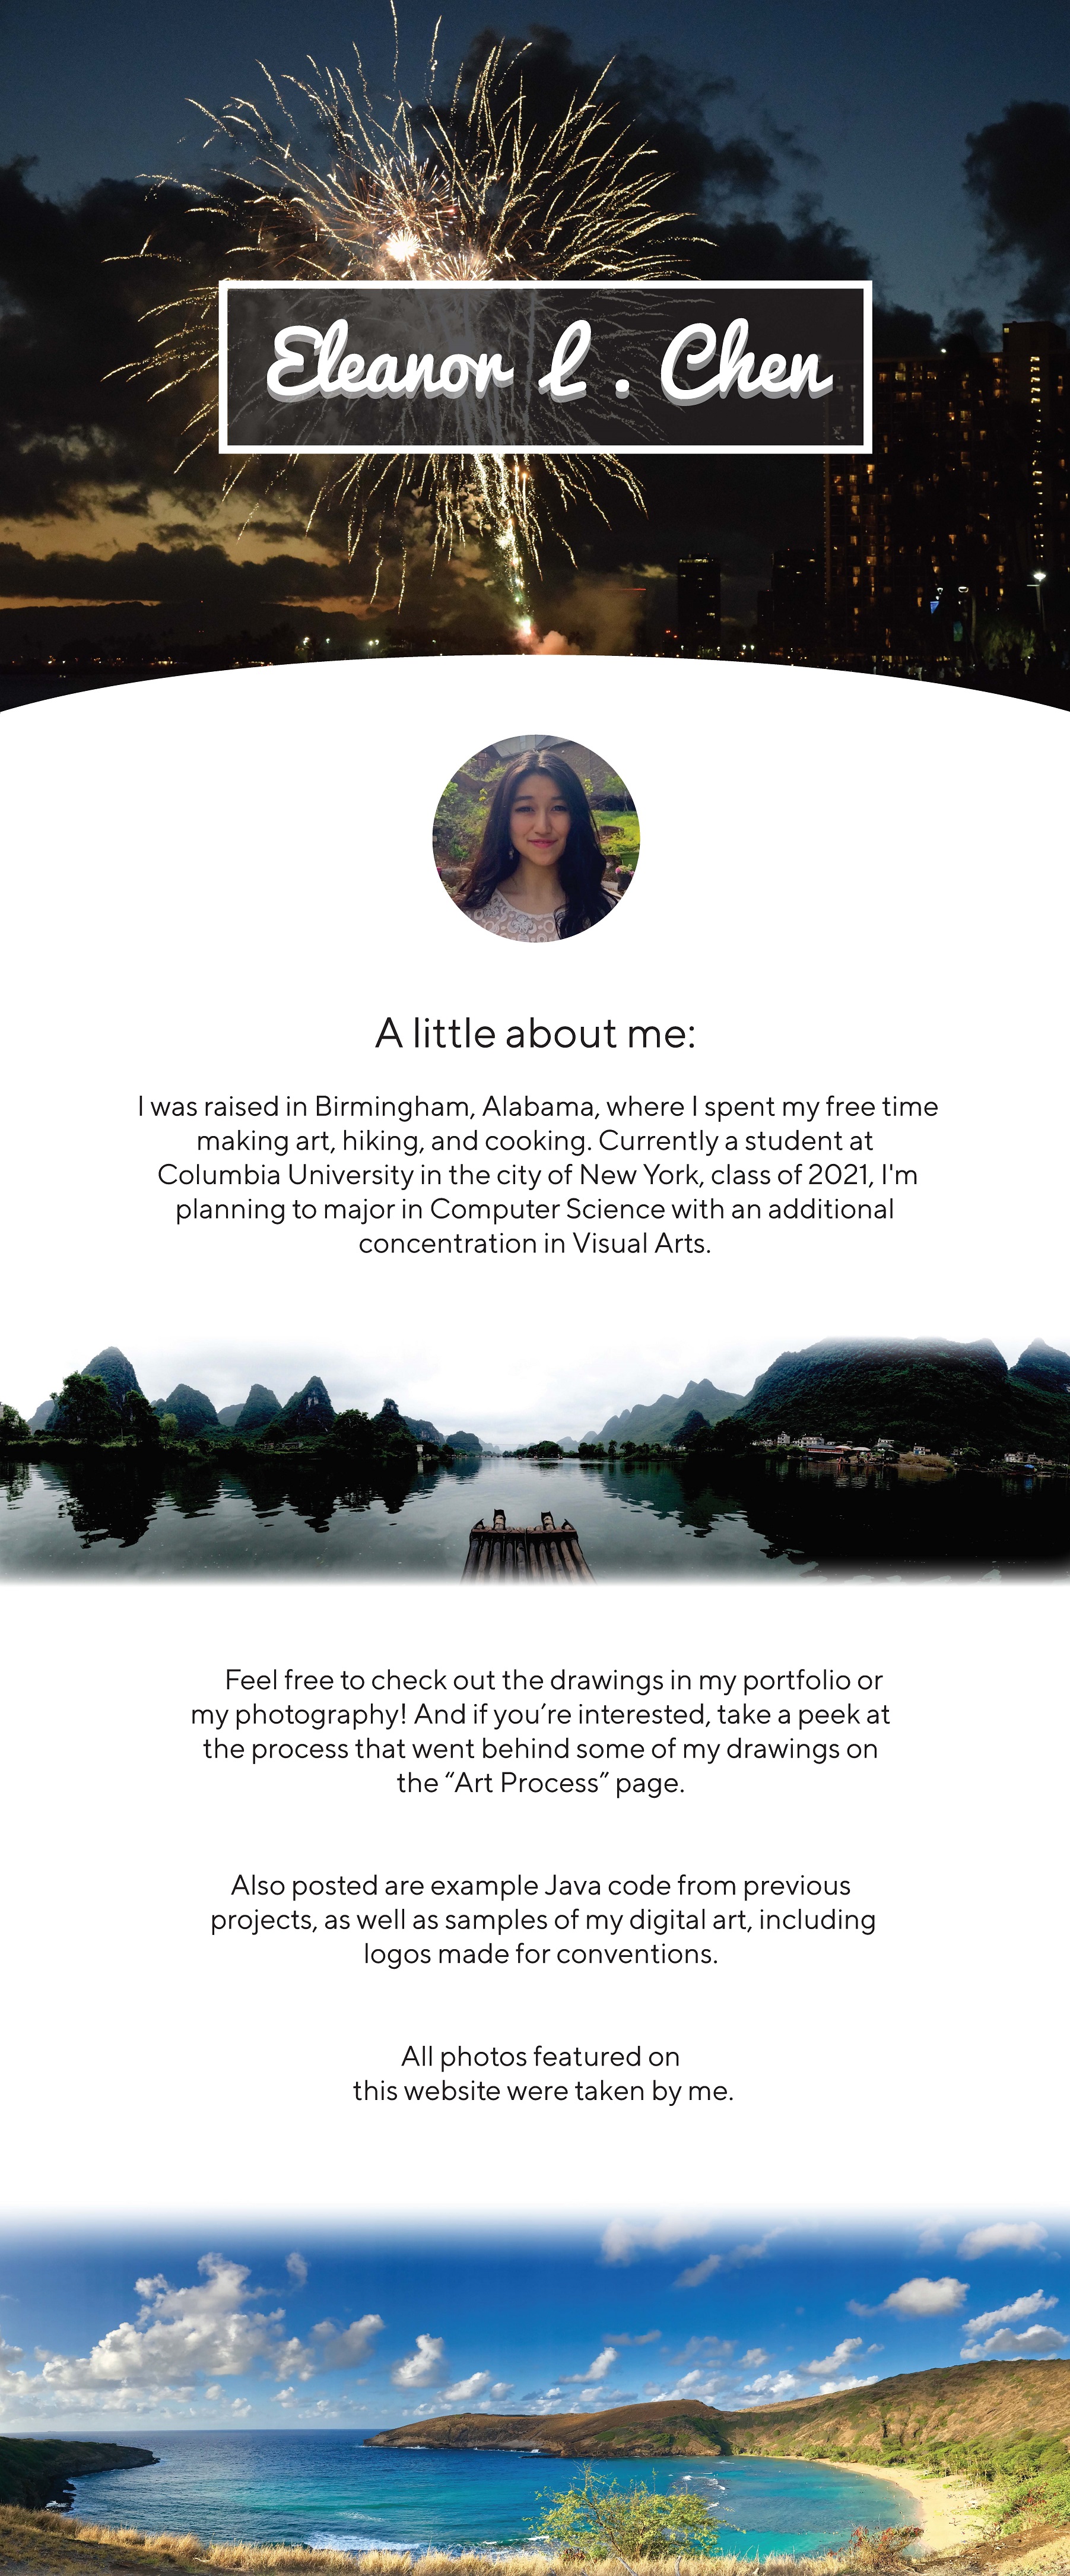 Eleanor L . Chen
A little about me:
I was raised in Birmingham, Alabama, where I spent my free time
making art, hiking, and cooking. Currently a student at
Columbia University in the city of New York, class of 2021, I'm
planning to major in Computer Science with an additional
concentration in Visual Arts.
Feel free to check out the drawings in my portfolio or
my photography! And if you’re interested, take a peek at
the process that went behind some of my drawings on
the “Art Process” page.
Also posted are example Java code from previous
projects, as well as samples of my digital art, including
logos made for conventions.
All photos featured on
this website were taken by me.